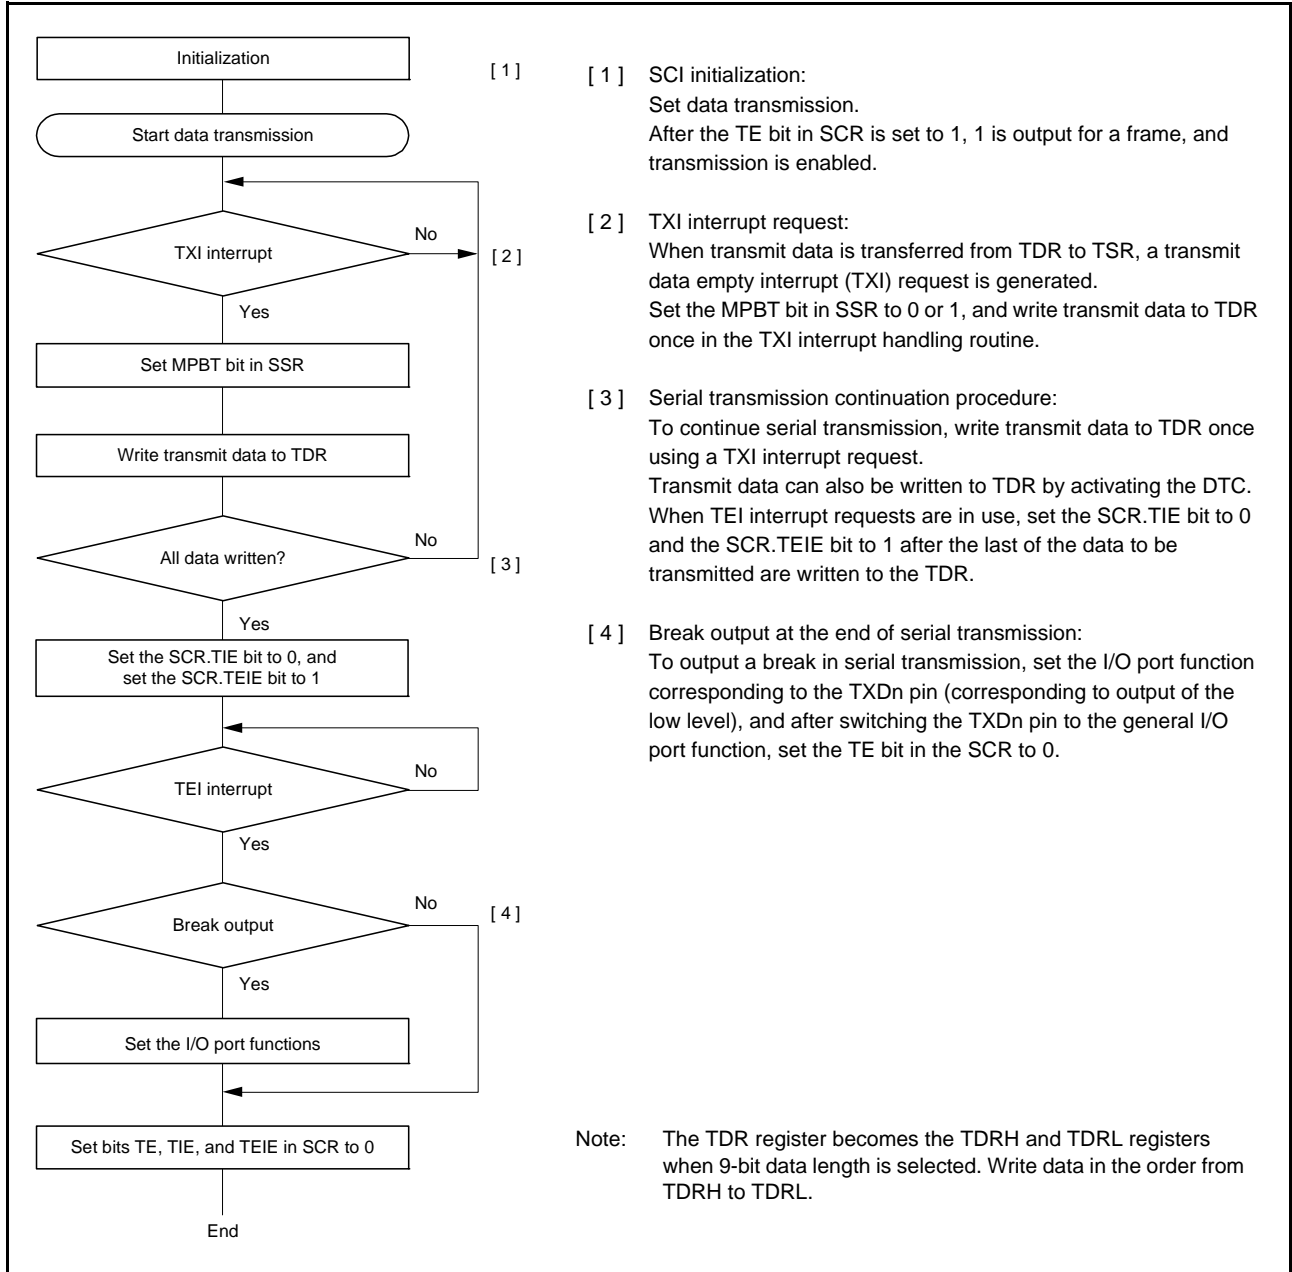 Initialization
[ 1 ]
Start data transmission
TXI interrupt
No
[ 2 ]
Yes
Set MPBT bit in SSR
Write transmit data to TDR
All data written?
No
[ 3 ]
Yes
Set the SCR.TIE bit to 0, and
set the SCR.TEIE bit to 1
TEI interrupt
No
Yes
Break output
No
[ 4 ]
Yes
Set the I/O port functions
Set bits TE, TIE, and TEIE in SCR to 0
End
[ 1 ] SCI initialization:
Set data transmission.
After the TE bit in SCR is set to 1, 1 is output for a frame, and
transmission is enabled.
[ 2 ] TXI interrupt request:
When transmit data is transferred from TDR to TSR, a transmit
data empty interrupt (TXI) request is generated.
Set the MPBT bit in SSR to 0 or 1, and write transmit data to TDR
once in the TXI interrupt handling routine.
[ 3 ] Serial transmission continuation procedure:
To continue serial transmission, write transmit data to TDR once
using a TXI interrupt request.
Transmit data can also be written to TDR by activating the DTC.
When TEI interrupt requests are in use, set the SCR.TIE bit to 0
and the SCR.TEIE bit to 1 after the last of the data to be
transmitted are written to the TDR.
[ 4 ] Break output at the end of serial transmission:
To output a break in serial transmission, set the I/O port function
corresponding to the TXDn pin (corresponding to output of the
low level), and after switching the TXDn pin to the general I/O
port function, set the TE bit in the SCR to 0.
Note: The TDR register becomes the TDRH and TDRL registers
when 9-bit data length is selected. Write data in the order from
TDRH to TDRL.